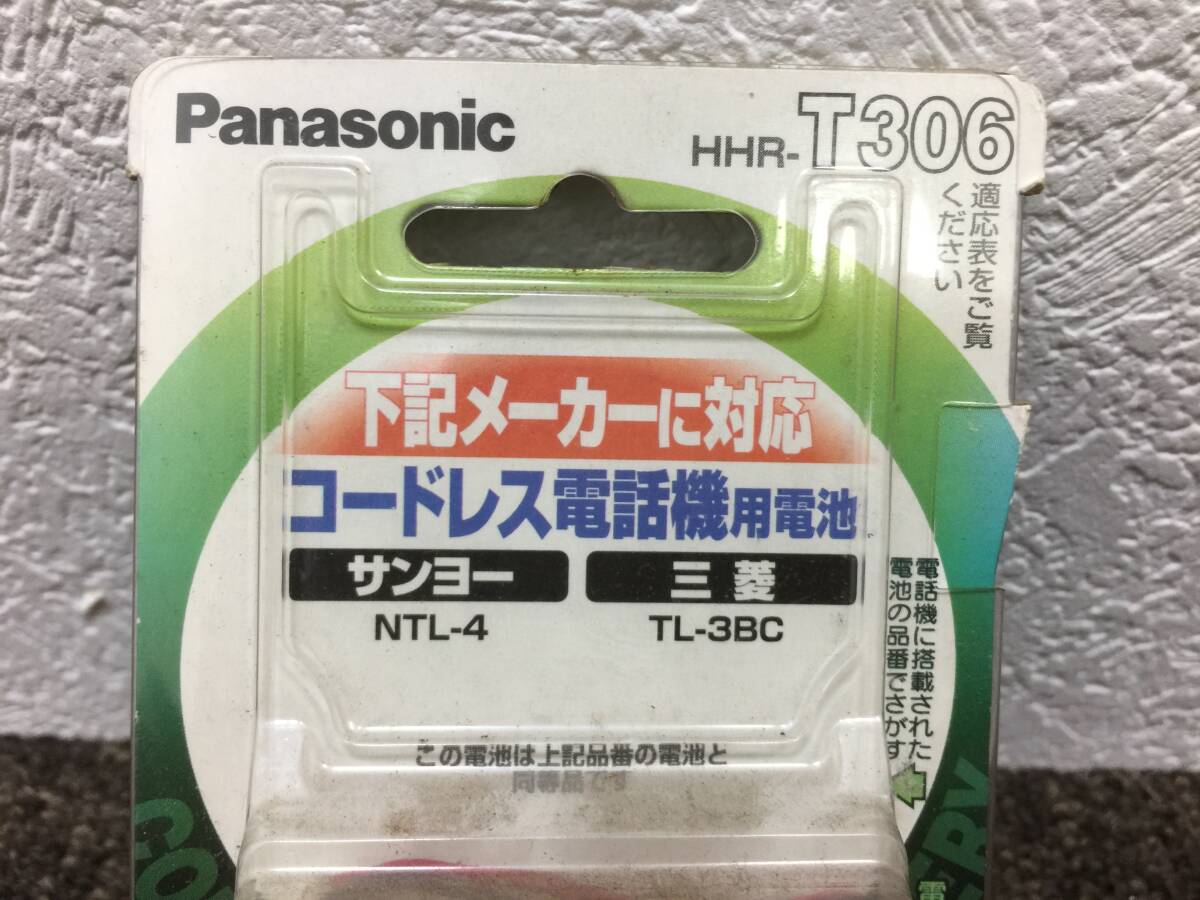 Panasonic
HHR-T306
適応表をご覧
ください
下記メーカーに対応
コードレス電話機用電池
サンヨー
三菱
NTL-4
TL-3BC
電話機に搭載された
電池の品番でさがす
この電池は上記品番の電池と
同等品です
電